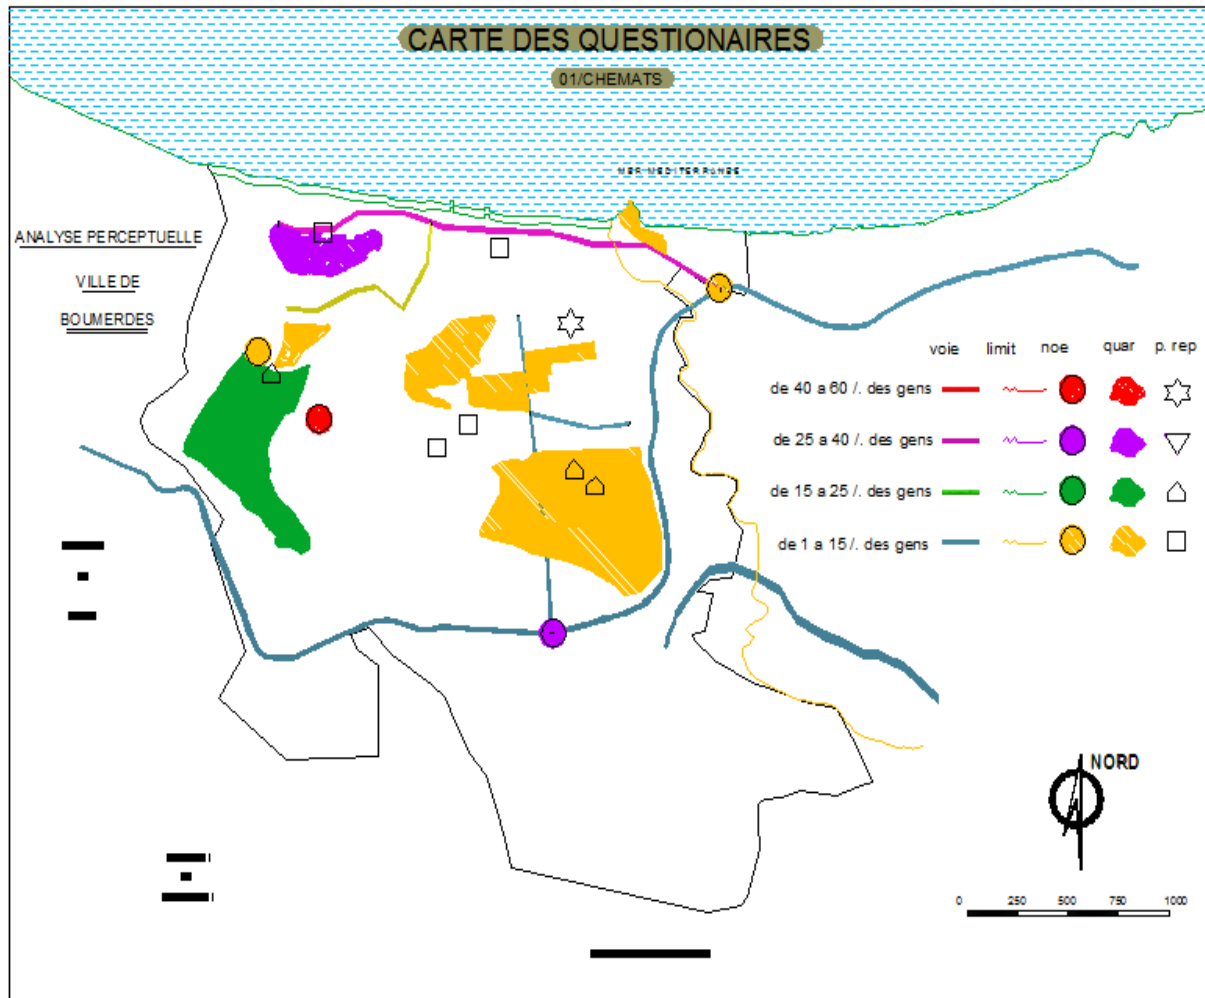 CARTE DES QUESTIONAIRES
01/CHEMATS
MER MEDITERRANEE
ANALYSE PERCEPTUELLE
VILLE DE
BOUMERDES
voie limit noe quar p. rep
de 40 a 60 /. des gens
de 25 a 40 /. des gens
de 15 a 25 /. des gens
de 1 a 15 /. des gens
NORD
0 250 500 750 1000